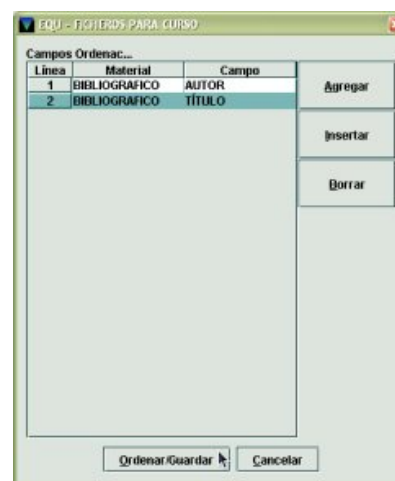 EQU - FICHEROS PARA CURSO
Campos Ordenac...
Línea Material Campo
1 BIBLIOGRAFICO AUTOR
2 BIBLIOGRAFICO TÍTULO
Agregar
Insertar
Borrar
Ordenar/Guardar Cancelar